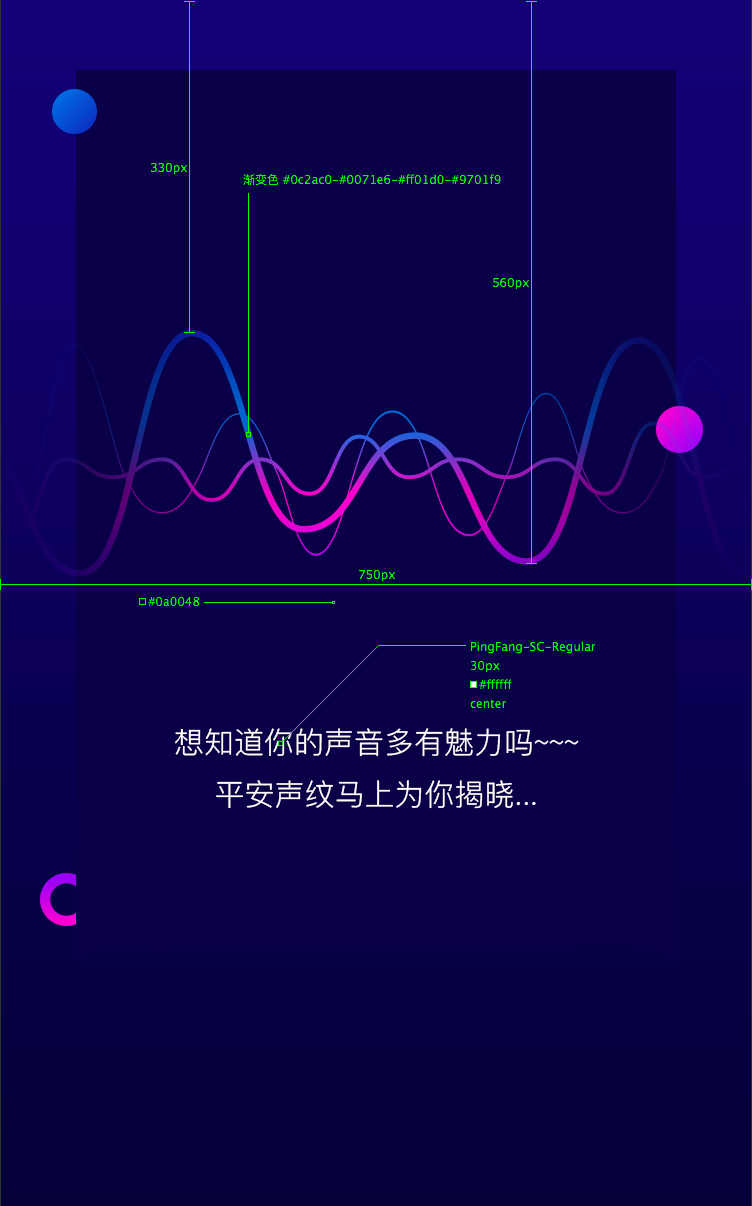 330px
渐变色 #0c2ac0-#0071e6-#ff01d0-#9701f9
560px
750px
#0a0048
PingFang-SC-Regular
30px
#ffffff
center
想知道你的声音多有魅力吗~~~
平安声纹马上为你揭晓...